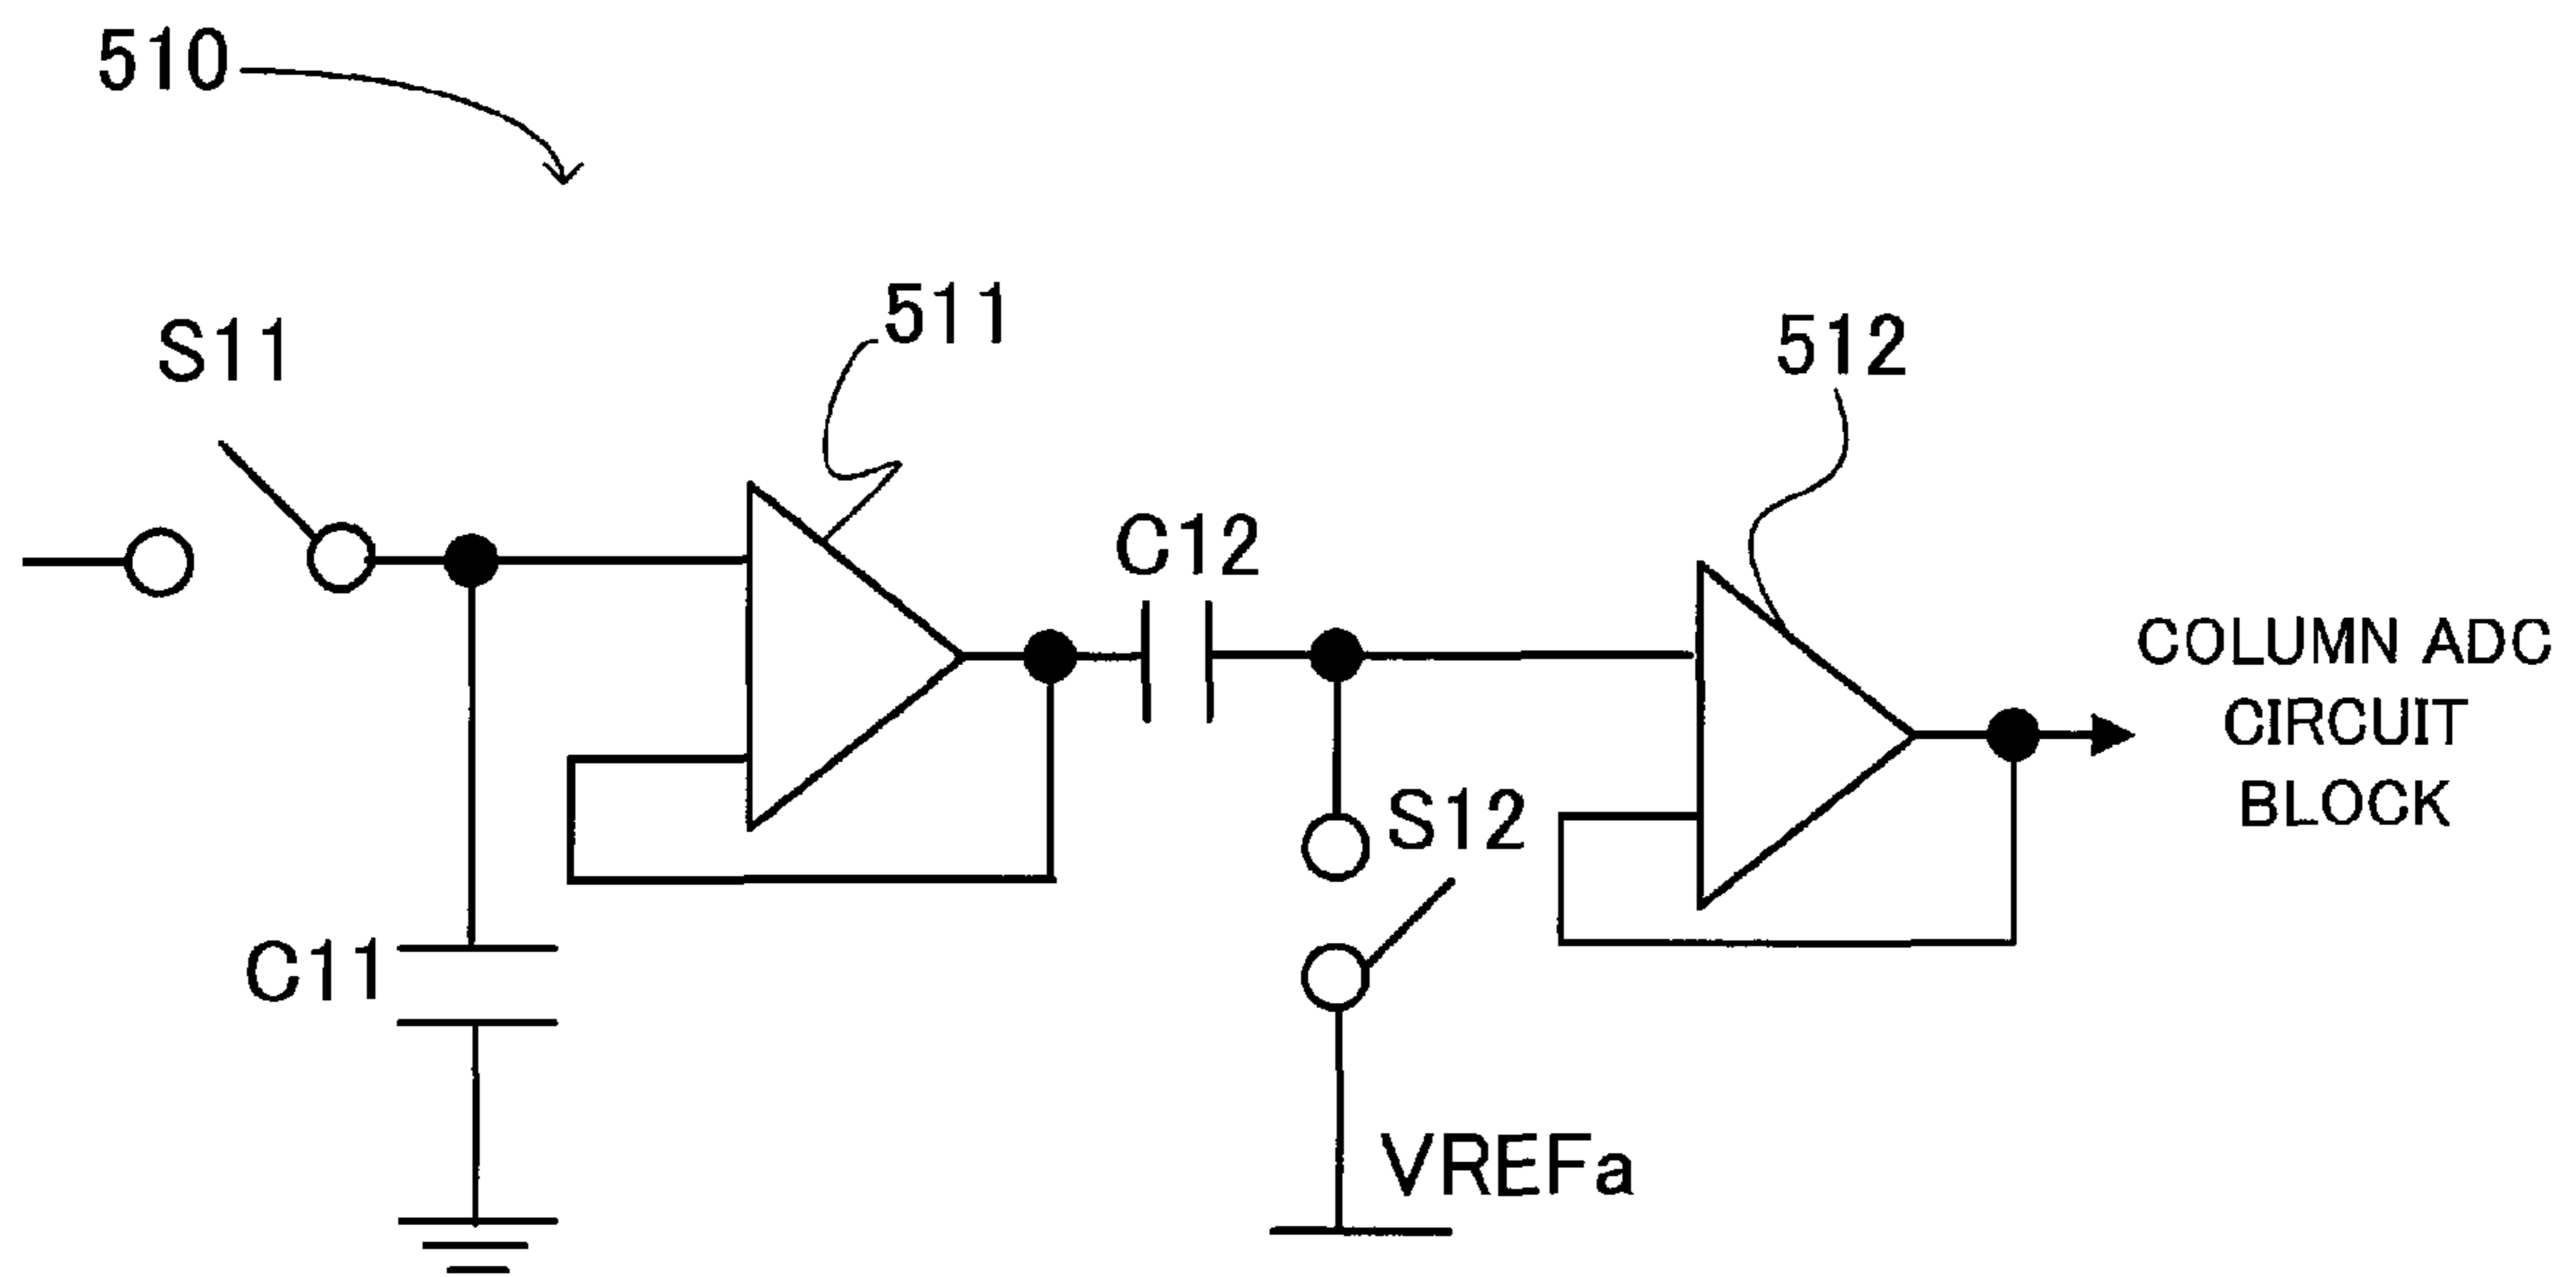 510
S11
511
512
C12
COLUMN ADC
CIRCUIT
BLOCK
S12
C11
VREFa